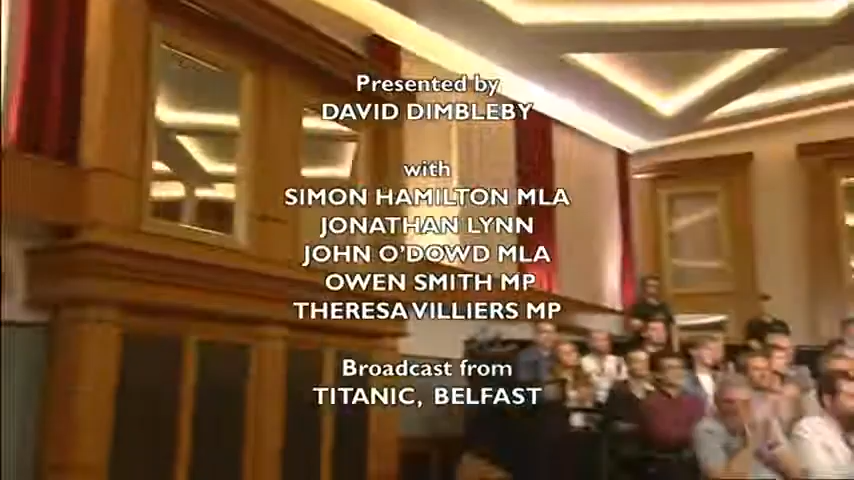 Presented by
DAVID DIMBLEBY
with
SIMON HAMILTON MLA
JONATHAN LYNN
JOHN O'DOWD MLA
OWEN SMITH MP
THERESA VILLIERS MP
Broadcast from
TITANIC, BELFAST